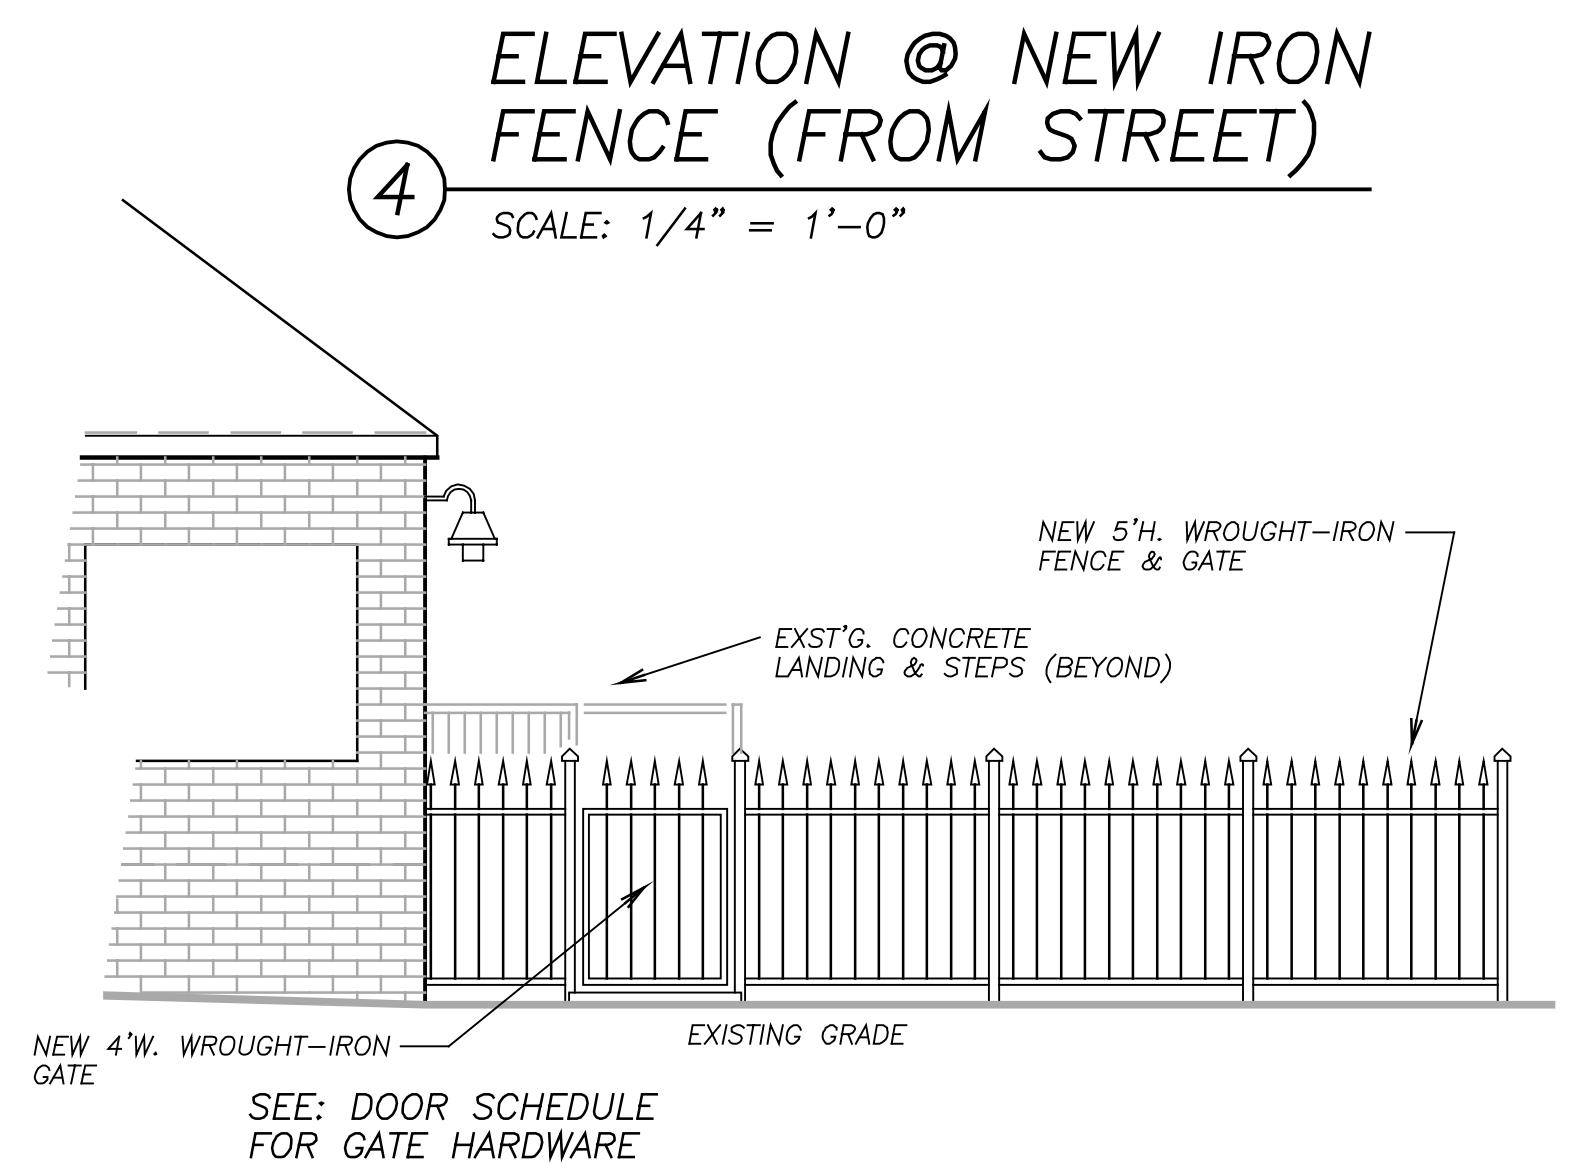 ELEVATION @ NEW IRON
FENCE (FROM STREET)
4
SCALE: 1/4" = 1'-0"
NEW 5'H. WROUGHT-IRON
FENCE & GATE
EXST'G. CONCRETE
LANDING & STEPS (BEYOND)
EXISTING GRADE
NEW 4'W. WROUGHT-IRON
GATE
SEE: DOOR SCHEDULE
FOR GATE HARDWARE